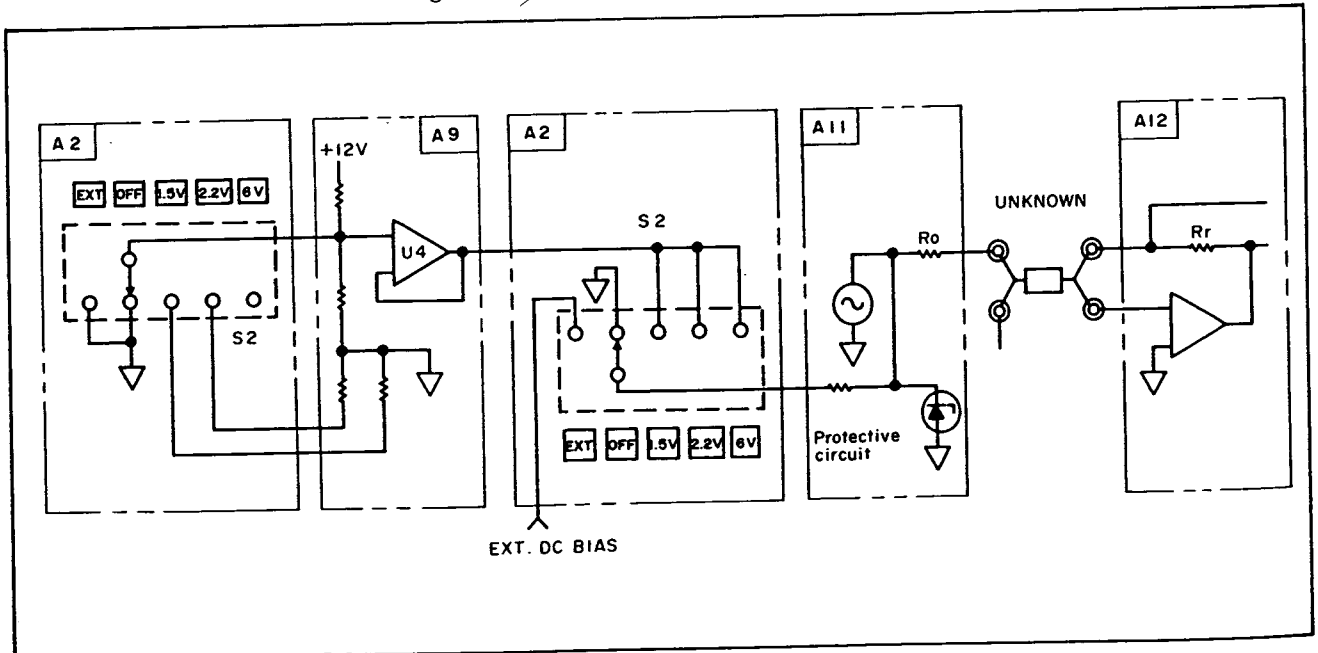 A2
EXT OFF 1.5V 2.2V 6V
S2
A9
+12V
U4
A2
S2
EXT OFF 1.5V 2.2V 6V
EXT. DC BIAS
A11
Ro
Protective
circuit
UNKNOWN
A12
Rr